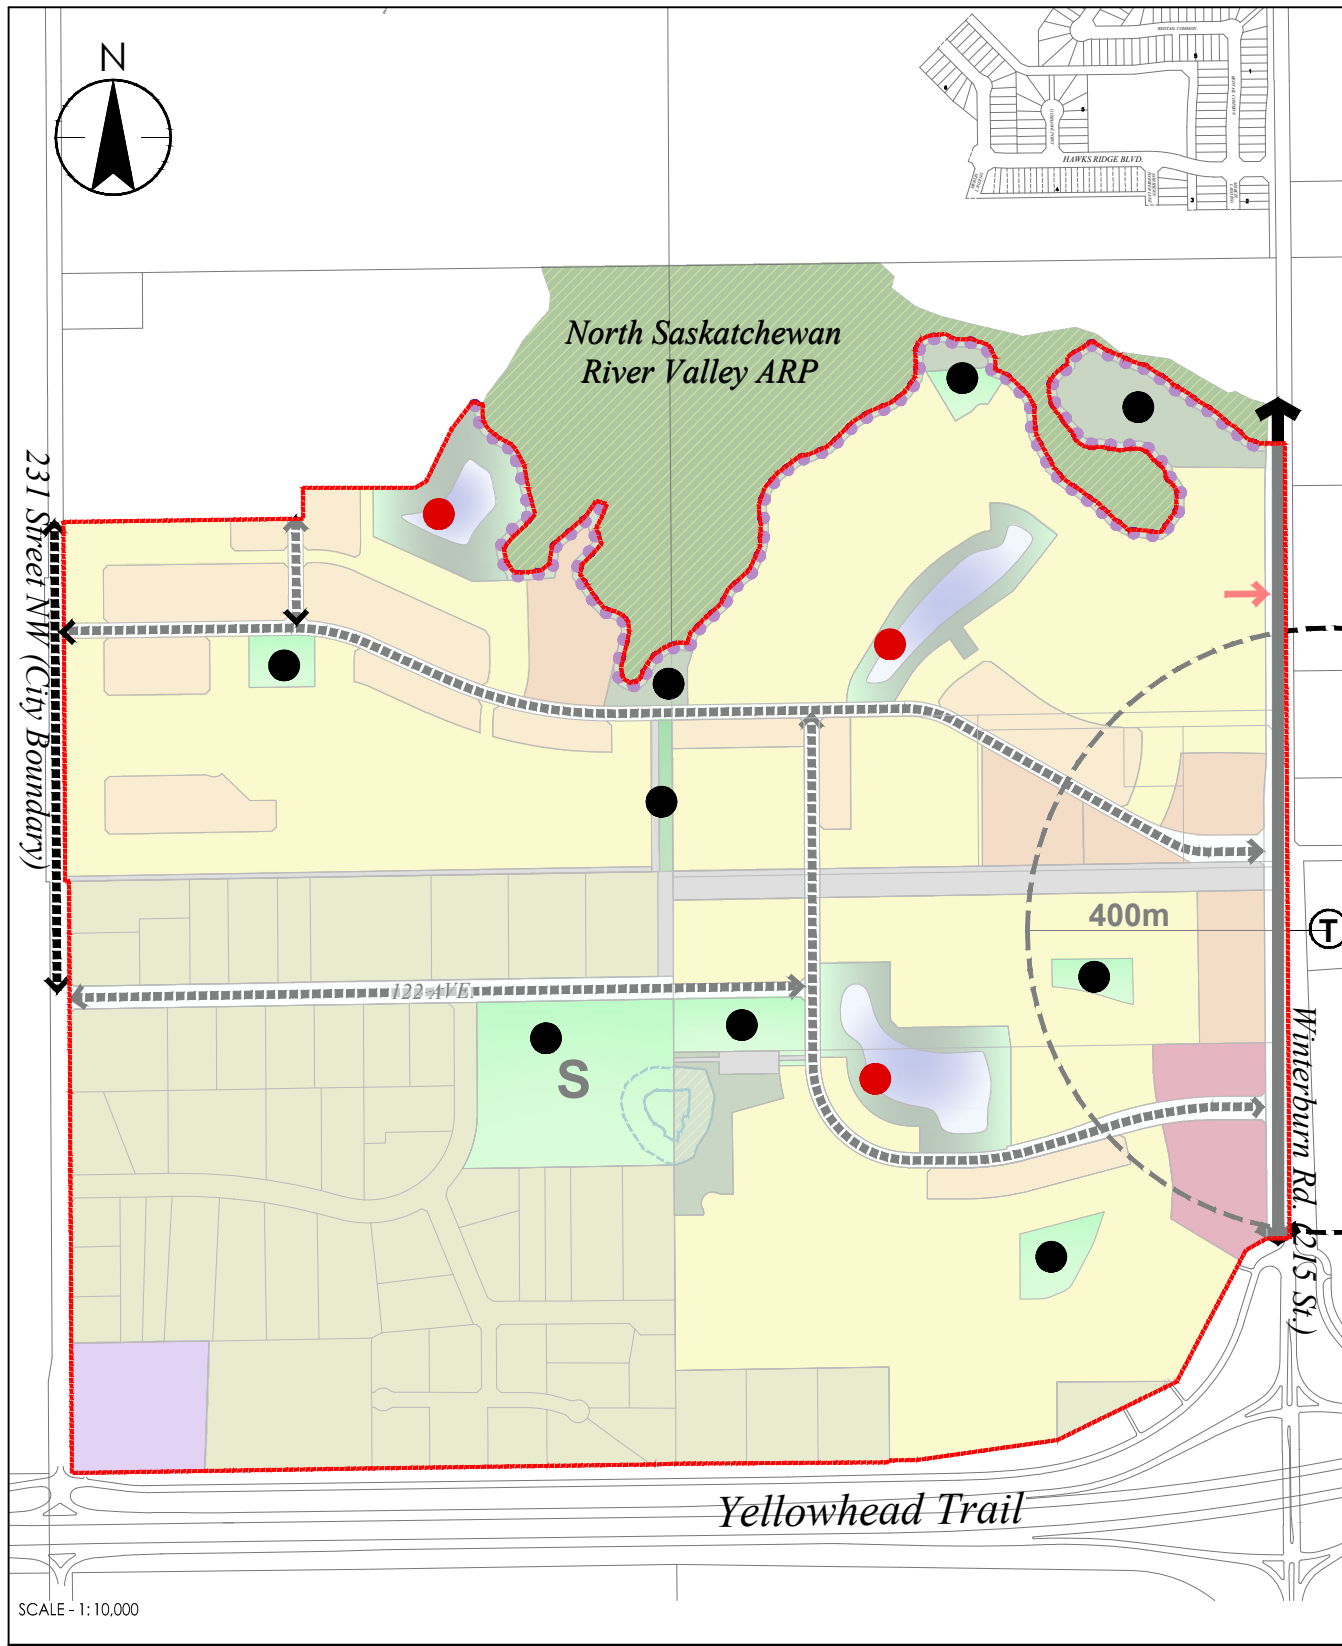 N
HAWKS RIDGE BLVD.
North Saskatchewan
River Valley ARP
231 Street NW (City Boundary)
400m
T
122 AVE.
S
Winterburn Rd. (215 St.)
Yellowhead Trail
SCALE - 1:10,000